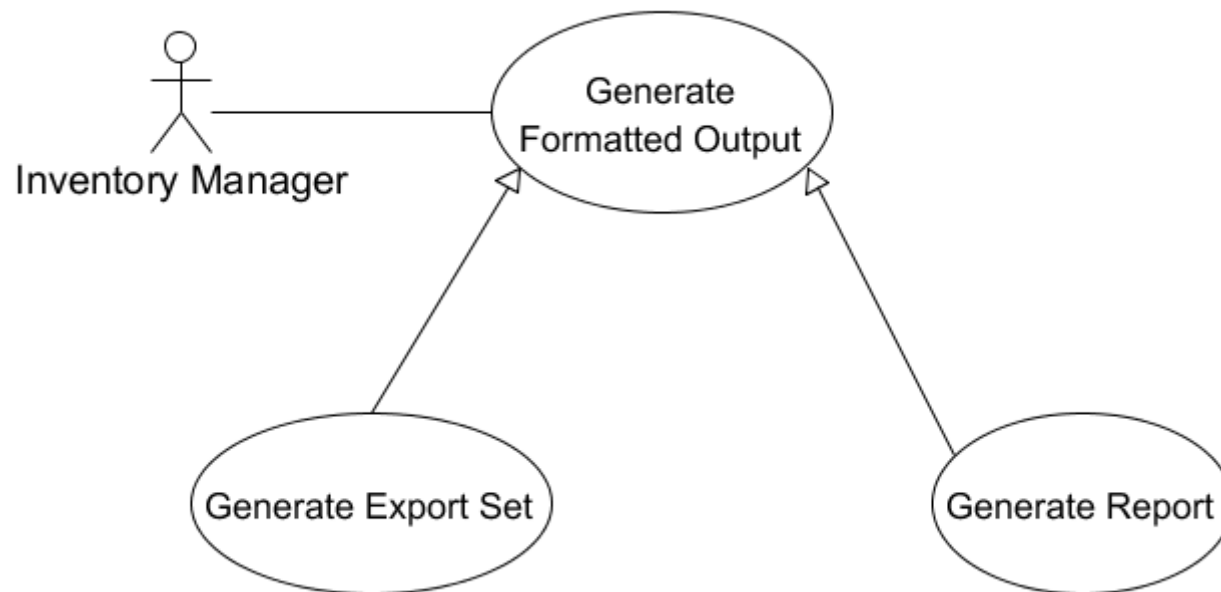 Generate
Formatted Output
Inventory Manager
Generate Export Set
Generate Report